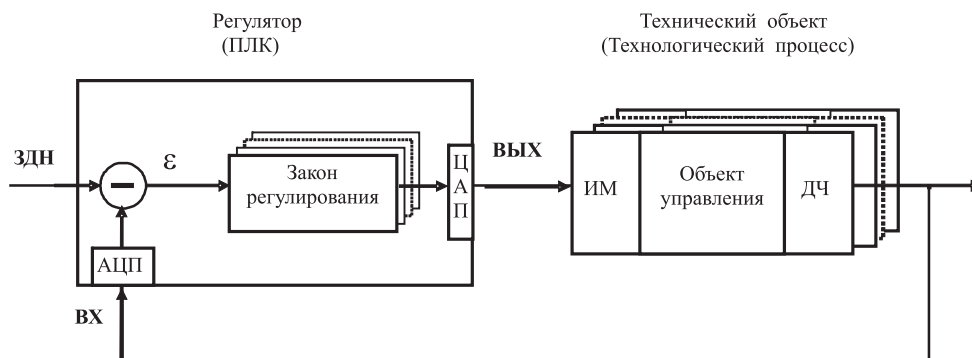 Регулятор
(ПЛК)
Технический объект
(Технологический процесс)
ЗДН
ε
Закон
регулирования
Ц
А
П
ВЫХ
ИМ
Объект
управления
ДЧ
АЦП
ВХ